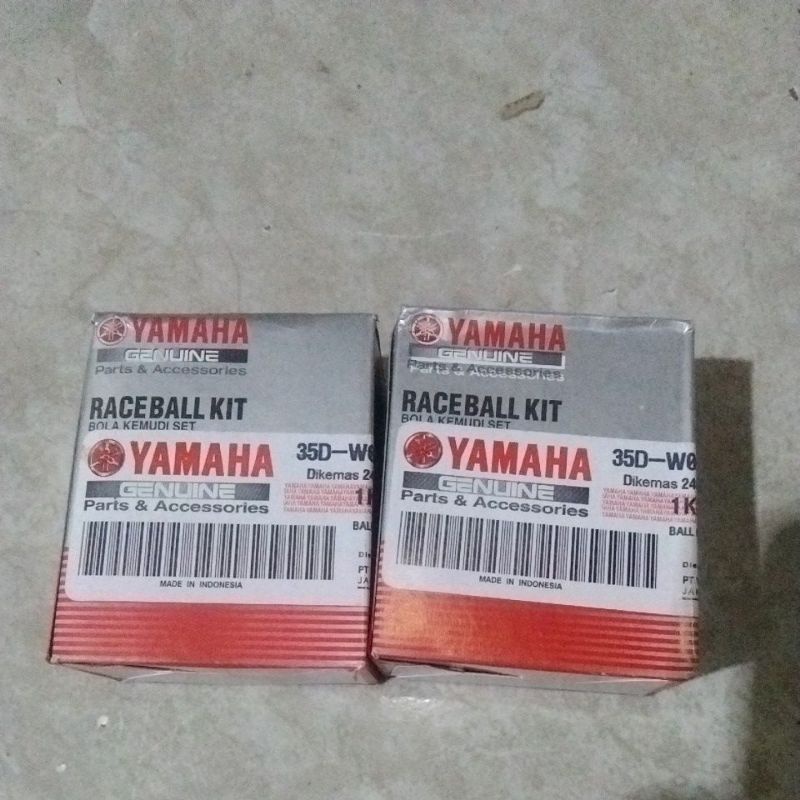 YAMAHA
GENUINE
Parts & Accessories
RACEBALL KIT
BOLA KEMUDI SET
YAMAHA
GENUINE
Parts & Accessories
35D-W0
Dikemas 24
1K
BALL
MADE IN INDONESIA
YAMAHA
GENUINE
Parts & Accessories
RACEBALL KIT
BOLA KEMUDI SET
YAMAHA
GENUINE
Parts & Accessories
35D-W0
Dikemas 24
1K
BALL
PT
JA
MADE IN INDONESIA